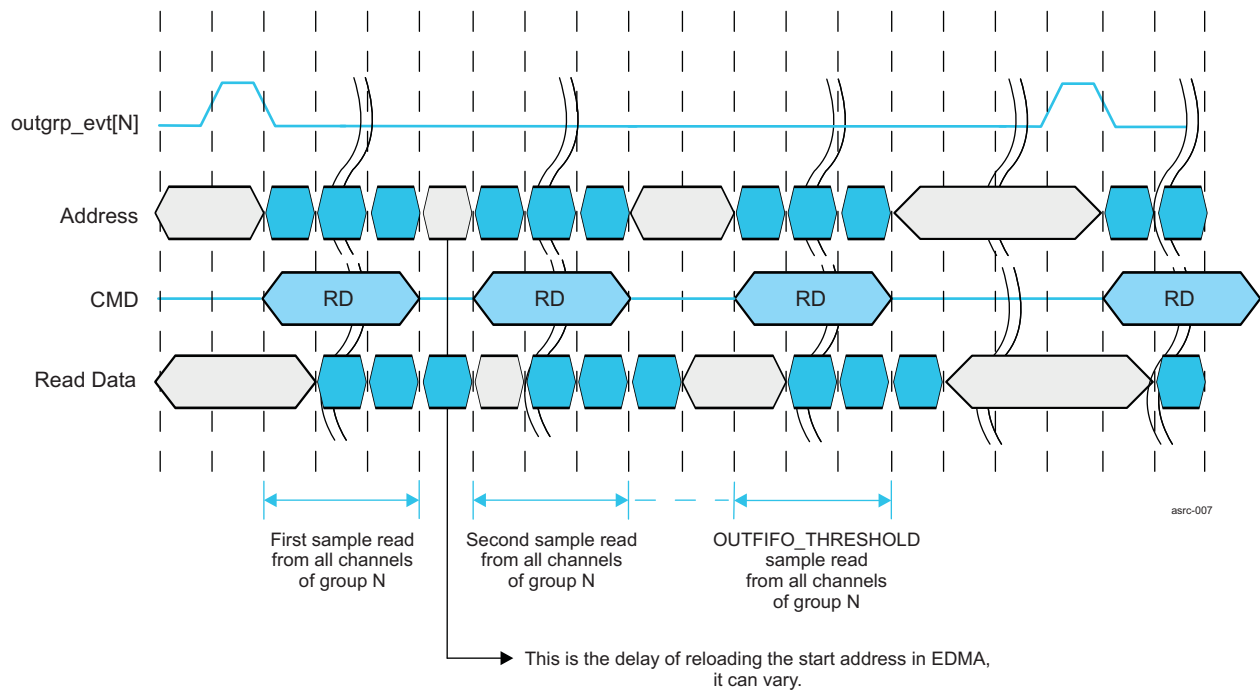 outgrp_evt[N]
Address
CMD
RD
RD
RD
RD
Read Data
asrc-007
First sample read
from all channels
of group N
Second sample read
from all channels
of group N
OUTFIFO_THRESHOLD
sample read
from all channels
of group N
This is the delay of reloading the start address in EDMA,
it can vary.